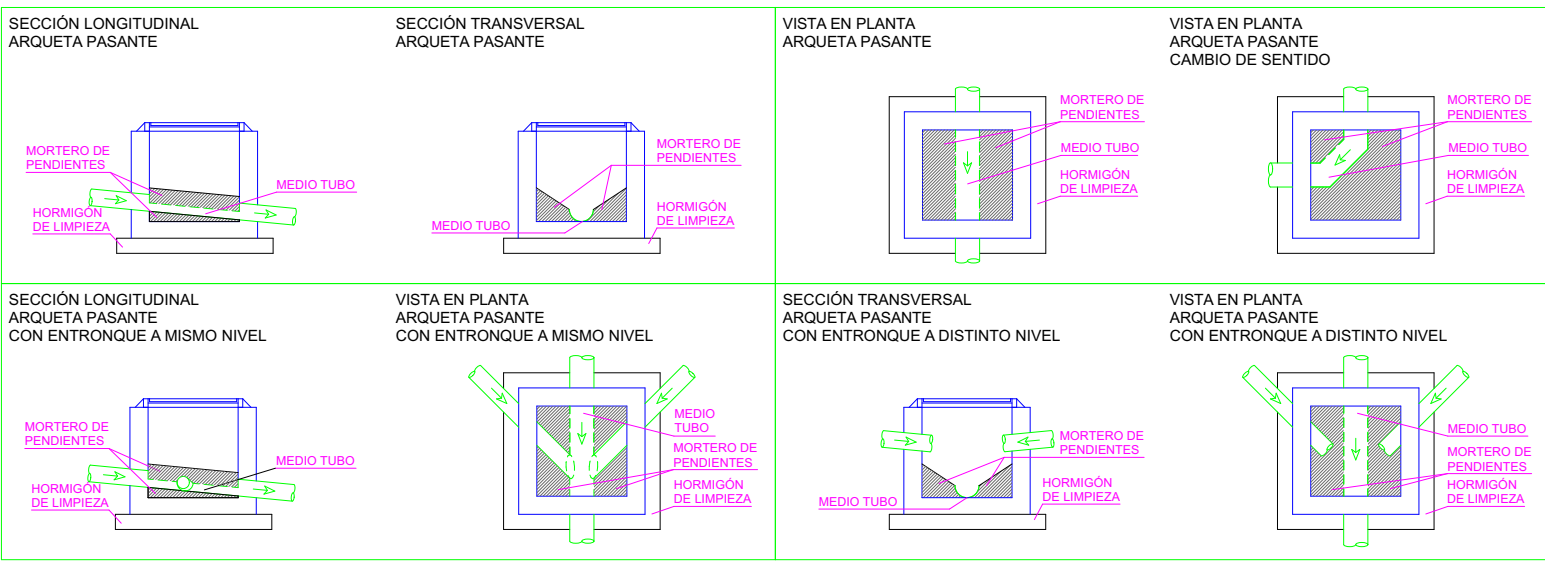 SECCIÓN LONGITUDINAL
ARQUETA PASANTE
MORTERO DE
PENDIENTES
MEDIO TUBO
HORMIGÓN
DE LIMPIEZA
SECCIÓN TRANSVERSAL
ARQUETA PASANTE
MORTERO DE
PENDIENTES
HORMIGÓN
DE LIMPIEZA
MEDIO TUBO
VISTA EN PLANTA
ARQUETA PASANTE
MORTERO DE
PENDIENTES
MEDIO TUBO
HORMIGÓN
DE LIMPIEZA
VISTA EN PLANTA
ARQUETA PASANTE
CAMBIO DE SENTIDO
MORTERO DE
PENDIENTES
MEDIO TUBO
HORMIGÓN
DE LIMPIEZA
SECCIÓN LONGITUDINAL
ARQUETA PASANTE
CON ENTRONQUE A MISMO NIVEL
MORTERO DE
PENDIENTES
MEDIO TUBO
HORMIGÓN
DE LIMPIEZA
VISTA EN PLANTA
ARQUETA PASANTE
CON ENTRONQUE A MISMO NIVEL
MEDIO
TUBO
MORTERO DE
PENDIENTES
HORMIGÓN
DE LIMPIEZA
SECCIÓN TRANSVERSAL
ARQUETA PASANTE
CON ENTRONQUE A DISTINTO NIVEL
MORTERO DE
PENDIENTES
HORMIGÓN
DE LIMPIEZA
MEDIO TUBO
VISTA EN PLANTA
ARQUETA PASANTE
CON ENTRONQUE A DISTINTO NIVEL
MEDIO TUBO
MORTERO DE
PENDIENTES
HORMIGÓN
DE LIMPIEZA